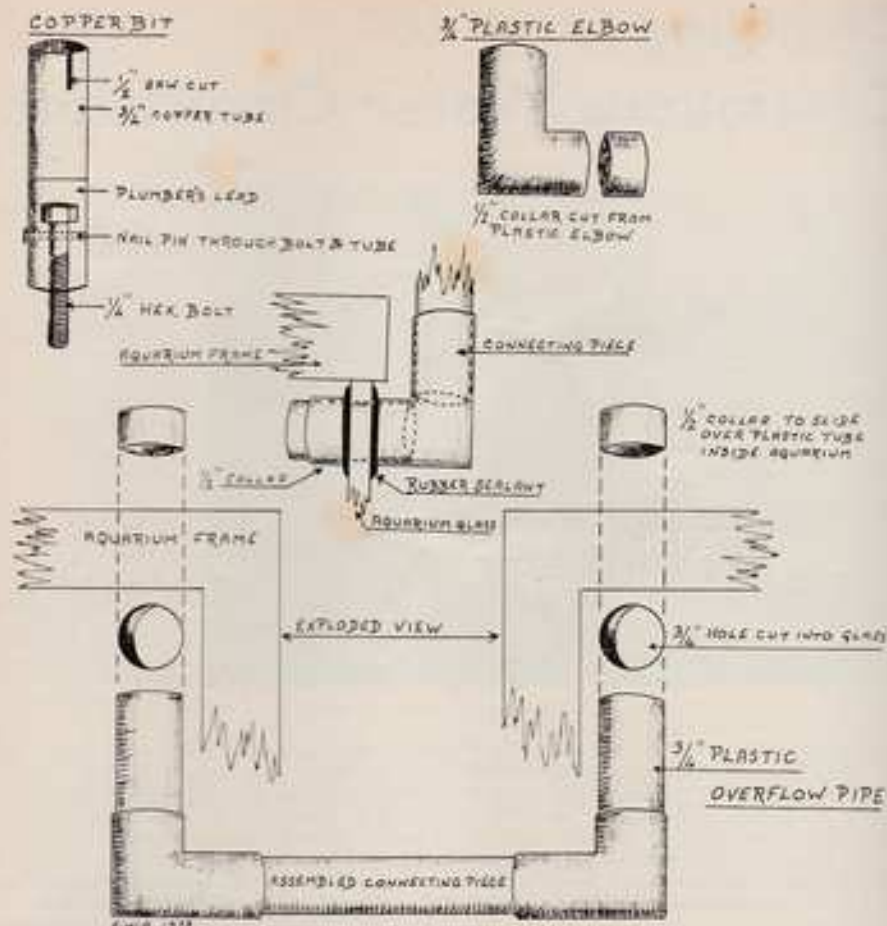 COPPER BIT
1/2" SAW CUT
3/4" COPPER TUBE
PLUMBER'S LEAD
NAIL PIN THROUGH BOLT & TUBE
1/4" HEX BOLT
3/4" PLASTIC ELBOW
1/2" COLLAR CUT FROM
PLASTIC ELBOW
AQUARIUM FRAME
CONNECTING PIECE
1/2" COLLAR
RUBBER SEALANT
AQUARIUM GLASS
1/2" COLLAR TO SLIDE
OVER PLASTIC TUBE
INSIDE AQUARIUM
AQUARIUM FRAME
EXPLODED VIEW
3/4" HOLE CUT INTO GLASS
3/4" PLASTIC
OVERFLOW PIPE
ASSEMBLED CONNECTING PIECE